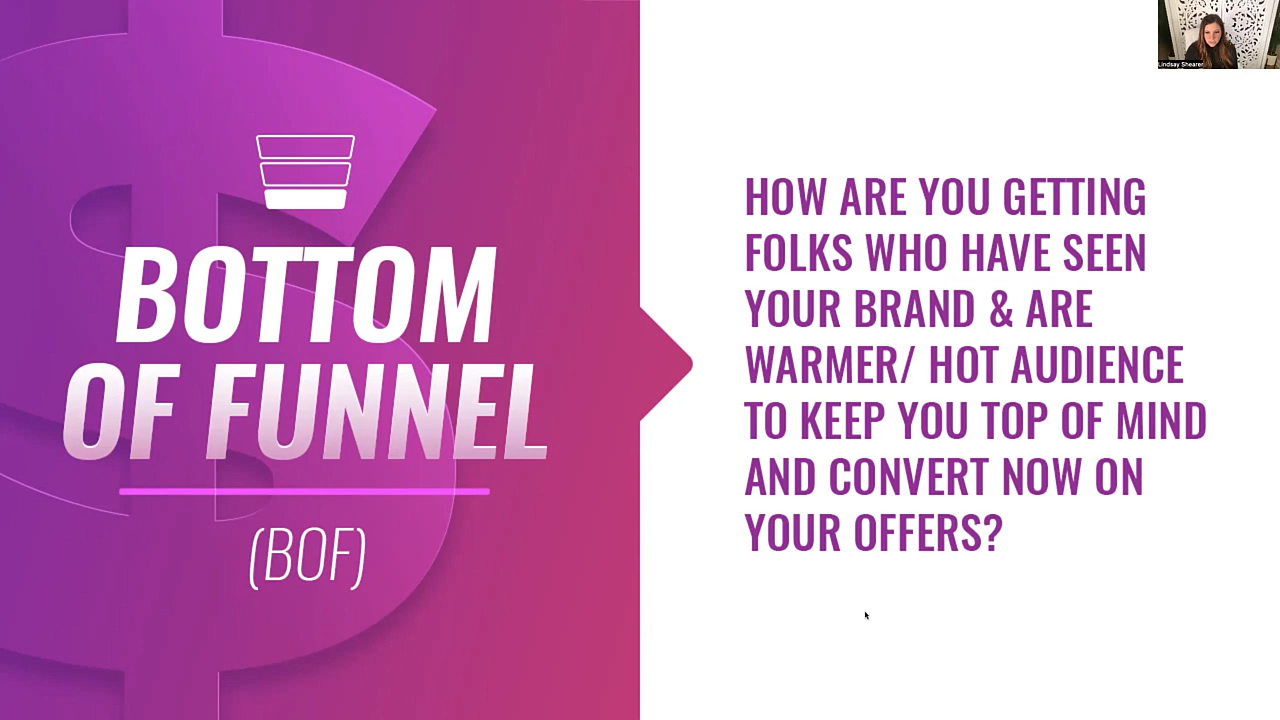 BOTTOM
OF FUNNEL
(BOF)
HOW ARE YOU GETTING
FOLKS WHO HAVE SEEN
YOUR BRAND & ARE
WARMER/ HOT AUDIENCE
TO KEEP YOU TOP OF MIND
AND CONVERT NOW ON
YOUR OFFERS?
Lindsay Shearer